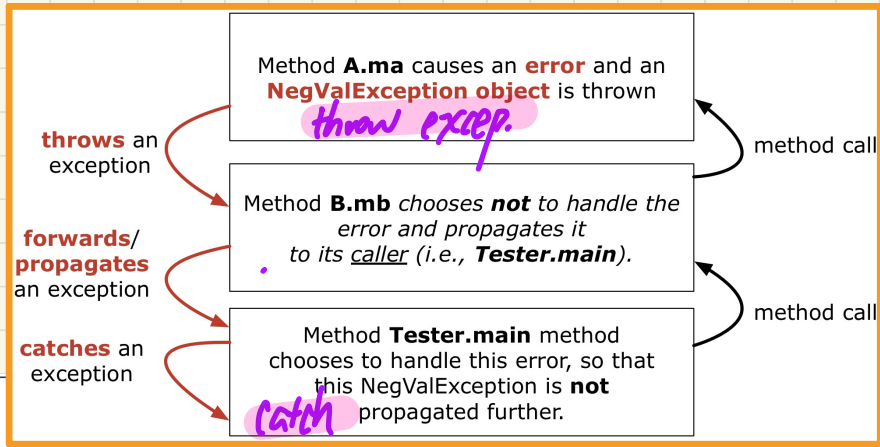 Method A.ma causes an error and an
NegValException object is thrown
throw excep.
throws an
exception
method call
Method B.mb chooses not to handle the
error and propagates it
to its caller (i.e., Tester.main).
forwards/
propagates
an exception
method call
Method Tester.main method
chooses to handle this error, so that
this NegValException is not
propagated further.
catch
catches an
exception